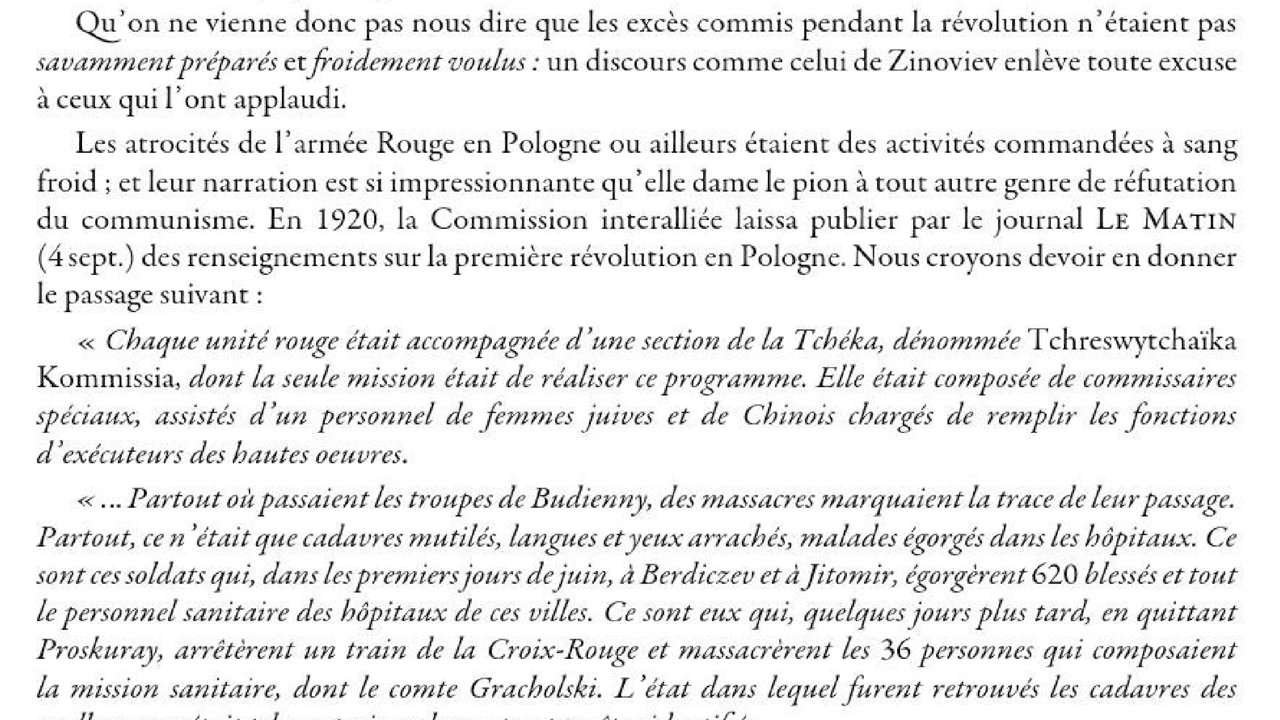 Qu'on ne vienne donc pas nous dire que les excès commis pendant la révolution n'étaient pas
savamment préparés et froidement voulus : un discours comme celui de Zinoviev enlève toute excuse
à ceux qui l'ont applaudi.
Les atrocités de l'armée Rouge en Pologne ou ailleurs étaient des activités commandées à sang
froid ; et leur narration est si impressionnante qu'elle dame le pion à tout autre genre de réfutation
du communisme. En 1920, la Commission interalliée laissa publier par le journal LE MATIN
(4 sept.) des renseignements sur la première révolution en Pologne. Nous croyons devoir en donner
le passage suivant :
« Chaque unité rouge était accompagnée d'une section de la Tchéka, dénommée Tchreswytchaïka
Kommissia, dont la seule mission était de réaliser ce programme. Elle était composée de commissaires
spéciaux, assistés d'un personnel de femmes juives et de Chinois chargés de remplir les fonctions
d'exécuteurs des hautes oeuvres.
« ... Partout où passaient les troupes de Budienny, des massacres marquaient la trace de leur passage.
Partout, ce n'était que cadavres mutilés, langues et yeux arrachés, malades égorgés dans les hôpitaux. Ce
sont ces soldats qui, dans les premiers jours de juin, à Berdiczev et à Jitomir, égorgèrent 620 blessés et tout
le personnel sanitaire des hôpitaux de ces villes. Ce sont eux qui, quelques jours plus tard, en quittant
Proskuray, arrêtèrent un train de la Croix-Rouge et massacrèrent les 36 personnes qui composaient
la mission sanitaire, dont le comte Gracholski. L'état dans lequel furent retrouvés les cadavres des